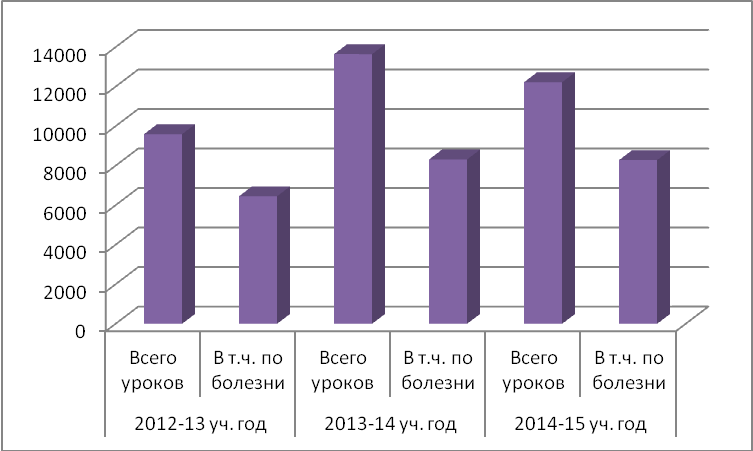 14000
12000
10000
8000
6000
4000
2000
0
Всего уроков
В т.ч. по болезни
Всего уроков
В т.ч. по болезни
Всего уроков
В т.ч. по болезни
2012-13 уч. год
2013-14 уч. год
2014-15 уч. год